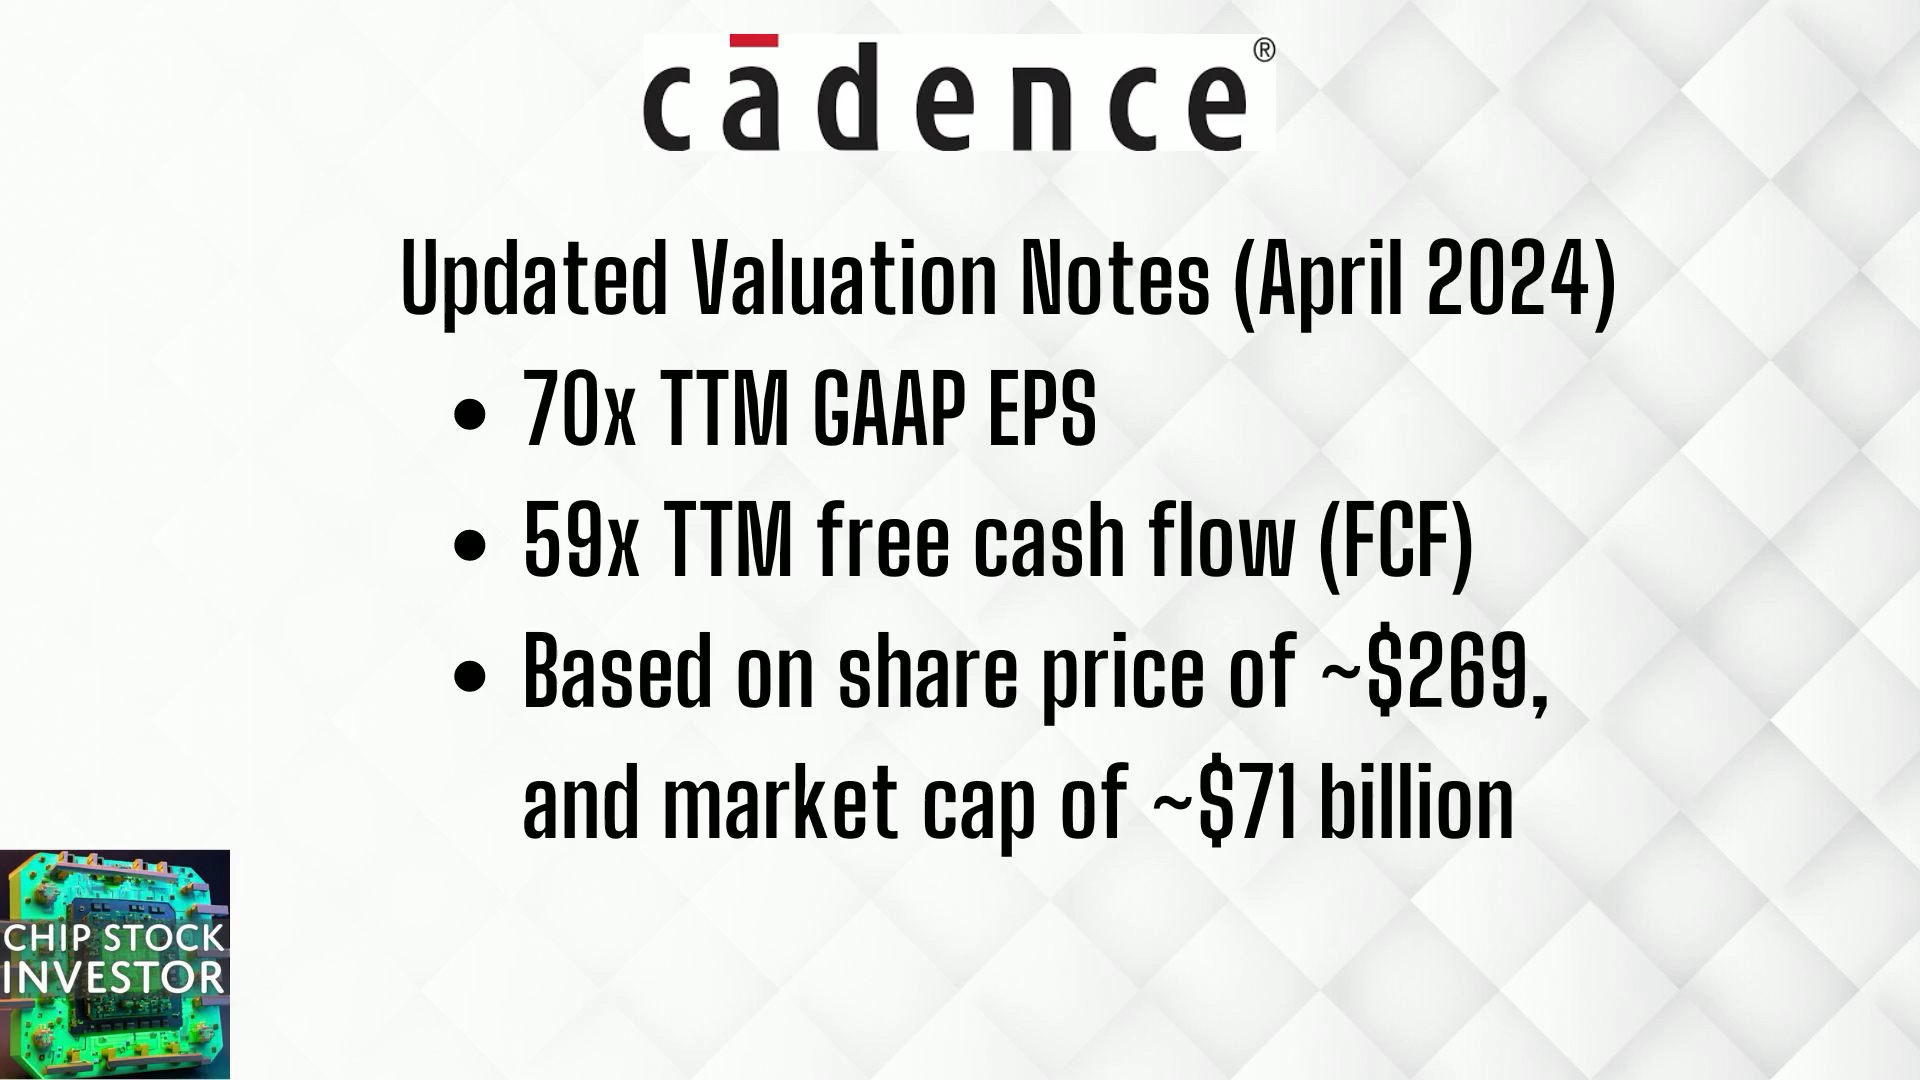 cādence®
Updated Valuation Notes (April 2024)
• 70x TTM GAAP EPS
• 59x TTM free cash flow (FCF)
• Based on share price of ~$269,
and market cap of ~$71 billion
CHIP STOCK
INVESTOR